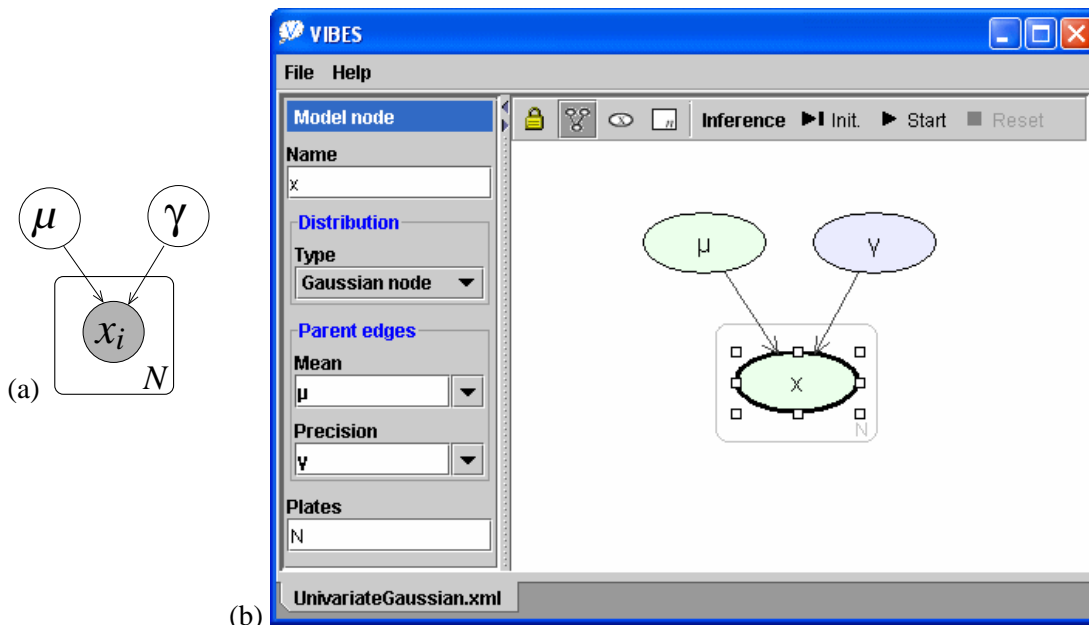 VIBES
File Help
Model node
Inference Init. Start Reset
n
x
Name
x
Distribution
Type
Gaussian node
Parent edges
Mean
μ
Precision
γ
Plates
N
μ γ
x
N
UnivariateGaussian.xml
μ γ
x_i
N
(a)
(b)